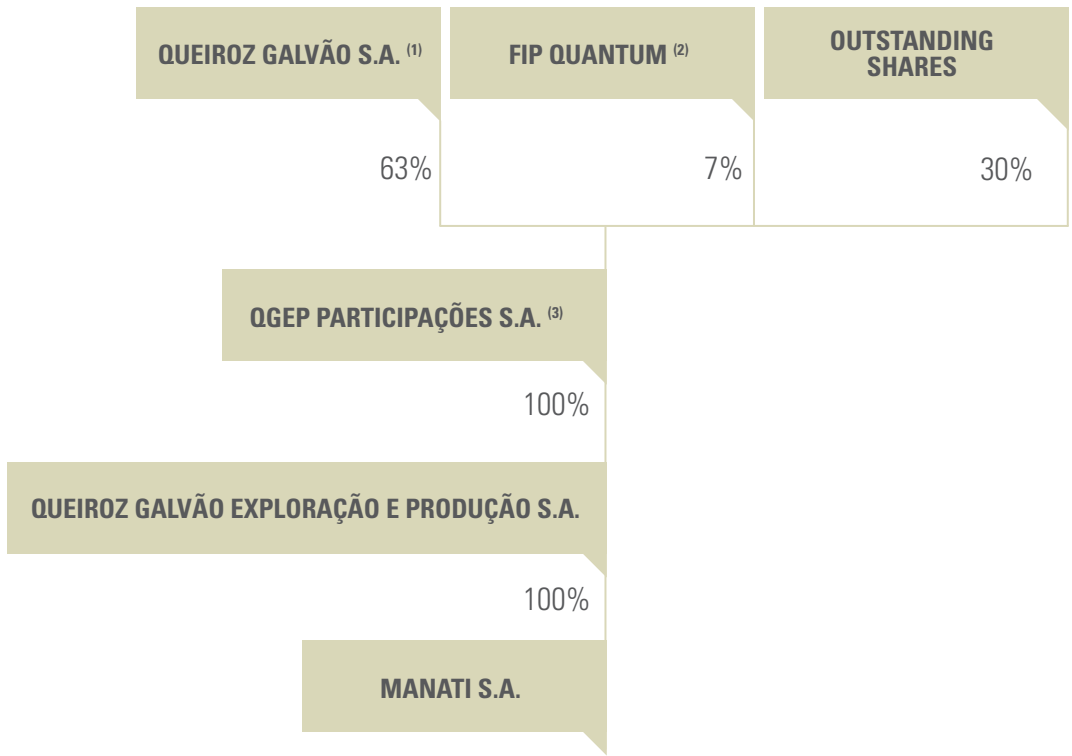 QUEIROZ GALVÃO S.A. (1)
FIP QUANTUM (2)
OUTSTANDING
SHARES
63%
7%
30%
QGEP PARTICIPAÇÕES S.A. (3)
100%
QUEIROZ GALVÃO EXPLORAÇÃO E PRODUÇÃO S.A.
100%
MANATI S.A.